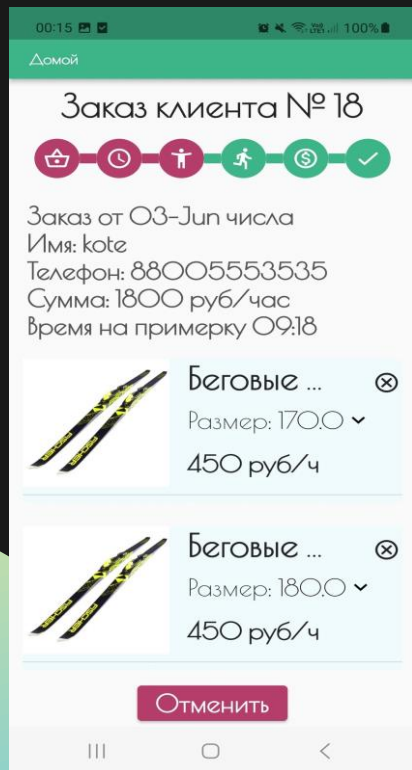 00:15 100%
Домой
Заказ клиента № 18
Заказ от 03-Jun числа
Имя: kote
Телефон: 88005553535
Сумма: 1800 руб/час
Время на примерку 09:18
Беговые ...
Размер: 170.0
450 руб/ч
FISCHER
Беговые ...
Размер: 180.0
450 руб/ч
FISCHER
Отменить